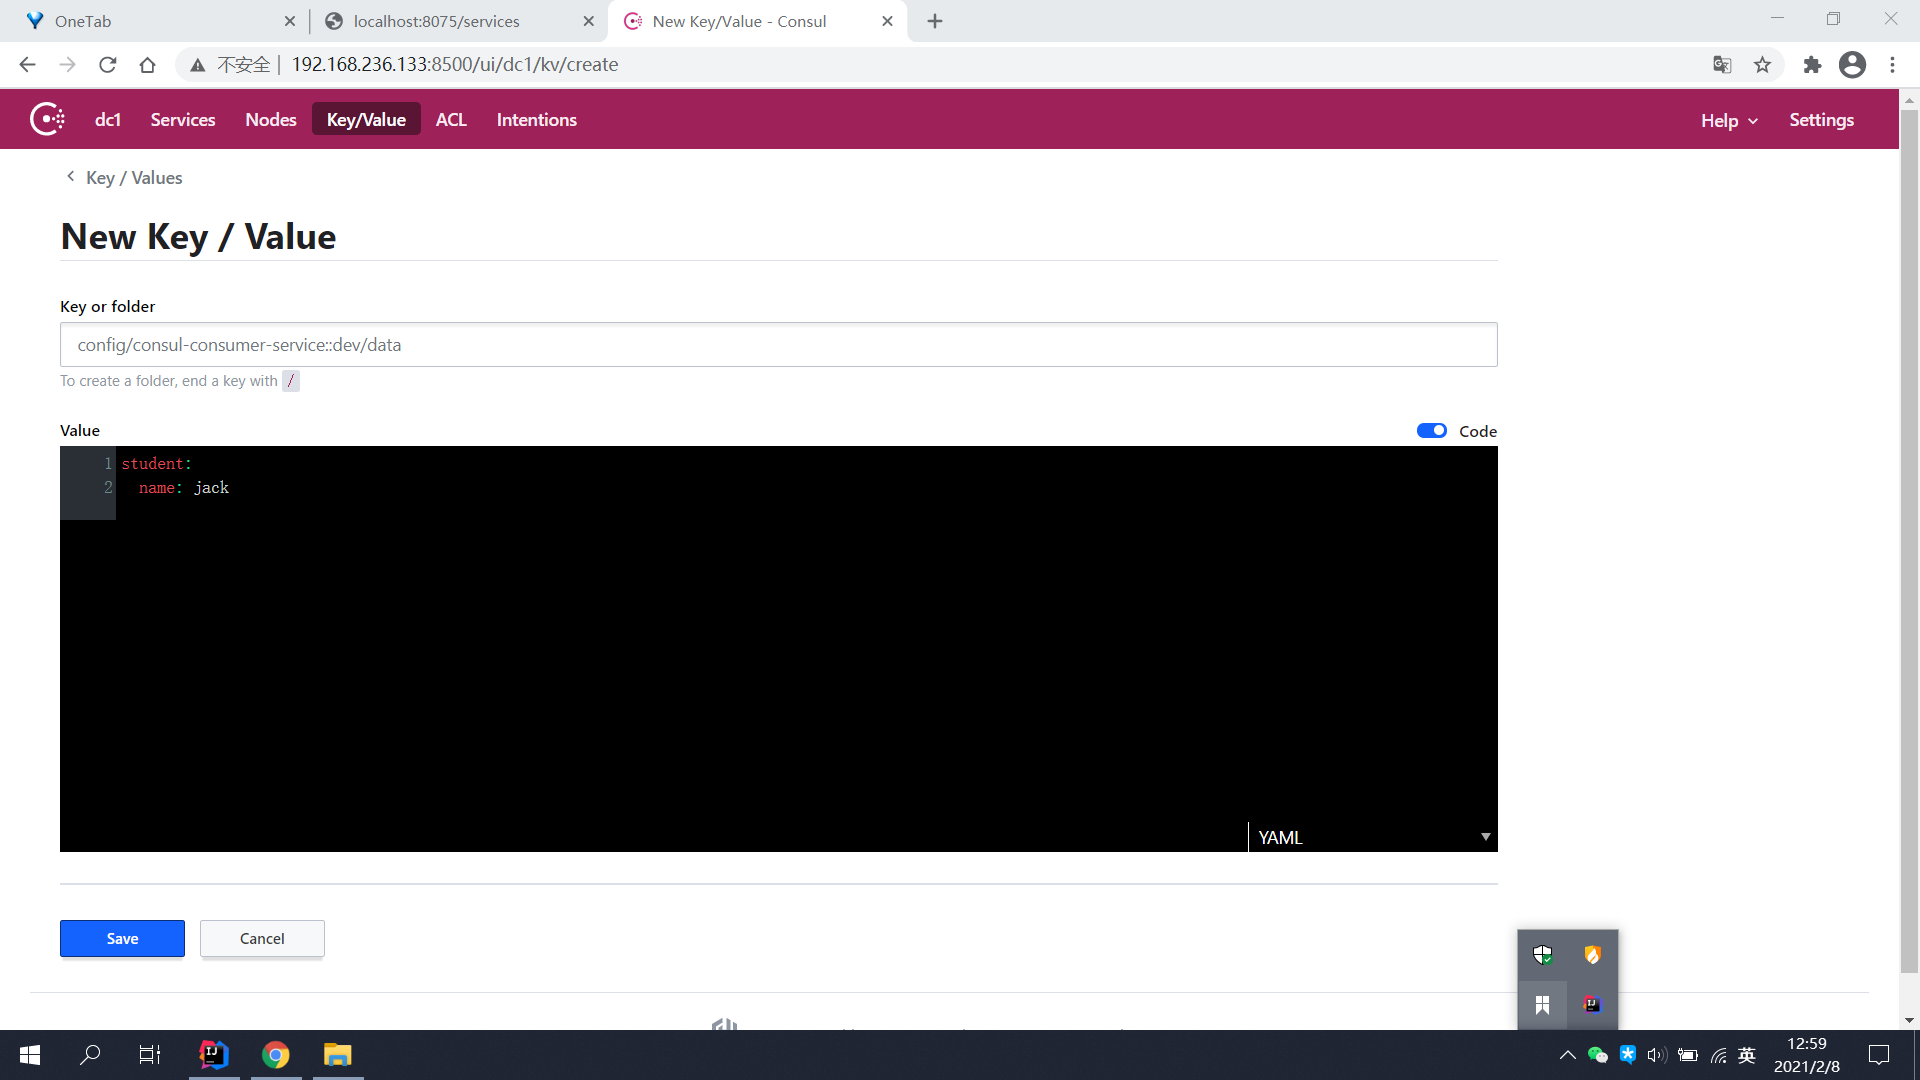 OneTab
localhost:8075/services
New Key/Value - Consul
不安全 | 192.168.236.133:8500/ui/dc1/kv/create
dc1 Services Nodes Key/Value ACL Intentions Help Settings
Key / Values
New Key / Value
Key or folder
config/consul-consumer-service::dev/data
To create a folder, end a key with /
Value
Code
1 student:
2 name: jack
YAML
Save Cancel
英
12:59
2021/2/8